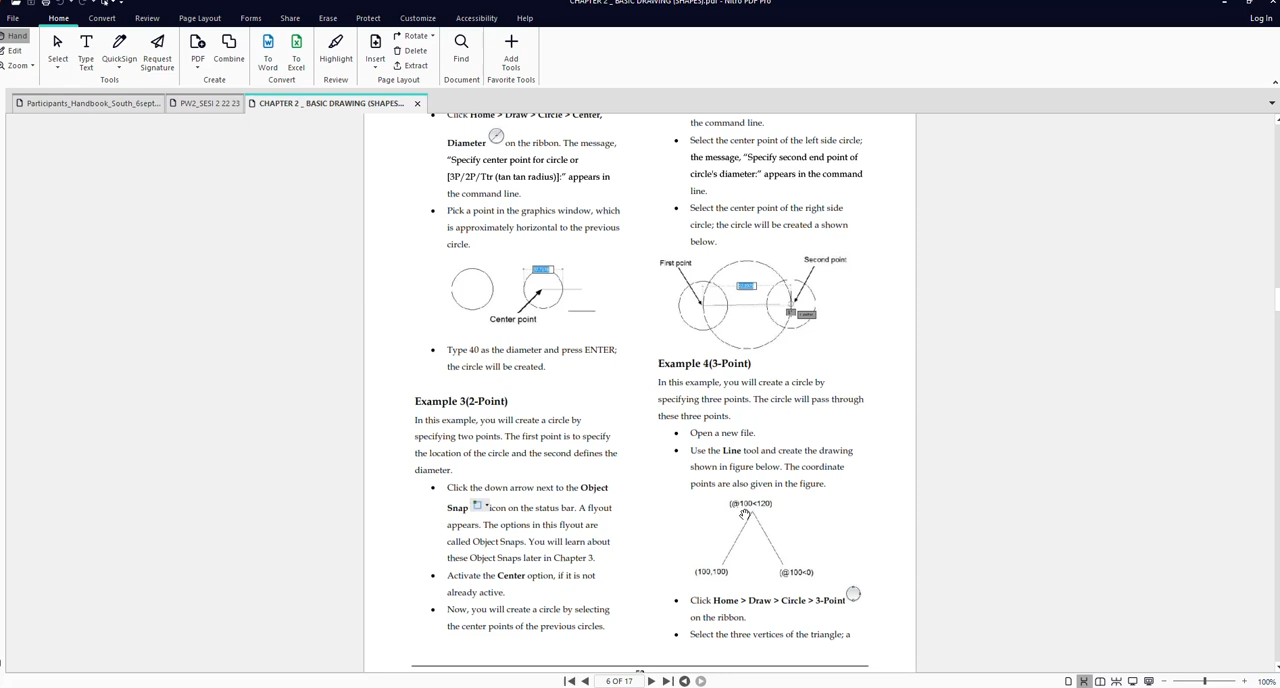 CHAPTER 2 _ BASIC DRAWING (SHAPES).pdf - Nitro PDF Pro
File Home Convert Review Page Layout Forms Share Erase Protect Customize Accessibility Help Log In
Hand
Edit
Zoom
Select
Type Text
QuickSign
Request Signature
Tools
PDF
Combine
Create
To Word
To Excel
Convert
Highlight
Review
Insert
Rotate
Delete
Extract
Page Layout
Find
Document
Add Tools
Favorite Tools
Participants_Handbook_South_6sept... PW2_SESI 2 22 23 CHAPTER 2 _ BASIC DRAWING (SHAPES...
Click Home > Draw > Circle > Center,
Diameter on the ribbon. The message,
“Specify center point for circle or
[3P/2P/Ttr (tan tan radius)]:” appears in
the command line.
• Pick a point in the graphics window, which
is approximately horizontal to the previous
circle.
Center point
• Type 40 as the diameter and press ENTER;
the circle will be created.
Example 3(2-Point)
In this example, you will create a circle by
specifying two points. The first point is to specify
the location of the circle and the second defines the
diameter.
• Click the down arrow next to the Object
Snap icon on the status bar. A flyout
appears. The options in this flyout are
called Object Snaps. You will learn about
these Object Snaps later in Chapter 3.
• Activate the Center option, if it is not
already active.
• Now, you will create a circle by selecting
the center points of the previous circles.
the command line.
• Select the center point of the left side circle;
the message, “Specify second end point of
circle's diameter:” appears in the command
line.
• Select the center point of the right side
circle; the circle will be created a shown
below.
First point
Second point
Example 4(3-Point)
In this example, you will create a circle by
specifying three points. The circle will pass through
these three points.
• Open a new file.
• Use the Line tool and create the drawing
shown in figure below. The coordinate
points are also given in the figure.
(@100<120)
(100,100)
(@100<0)
• Click Home > Draw > Circle > 3-Point
on the ribbon.
• Select the three vertices of the triangle; a
6 OF 17
100%